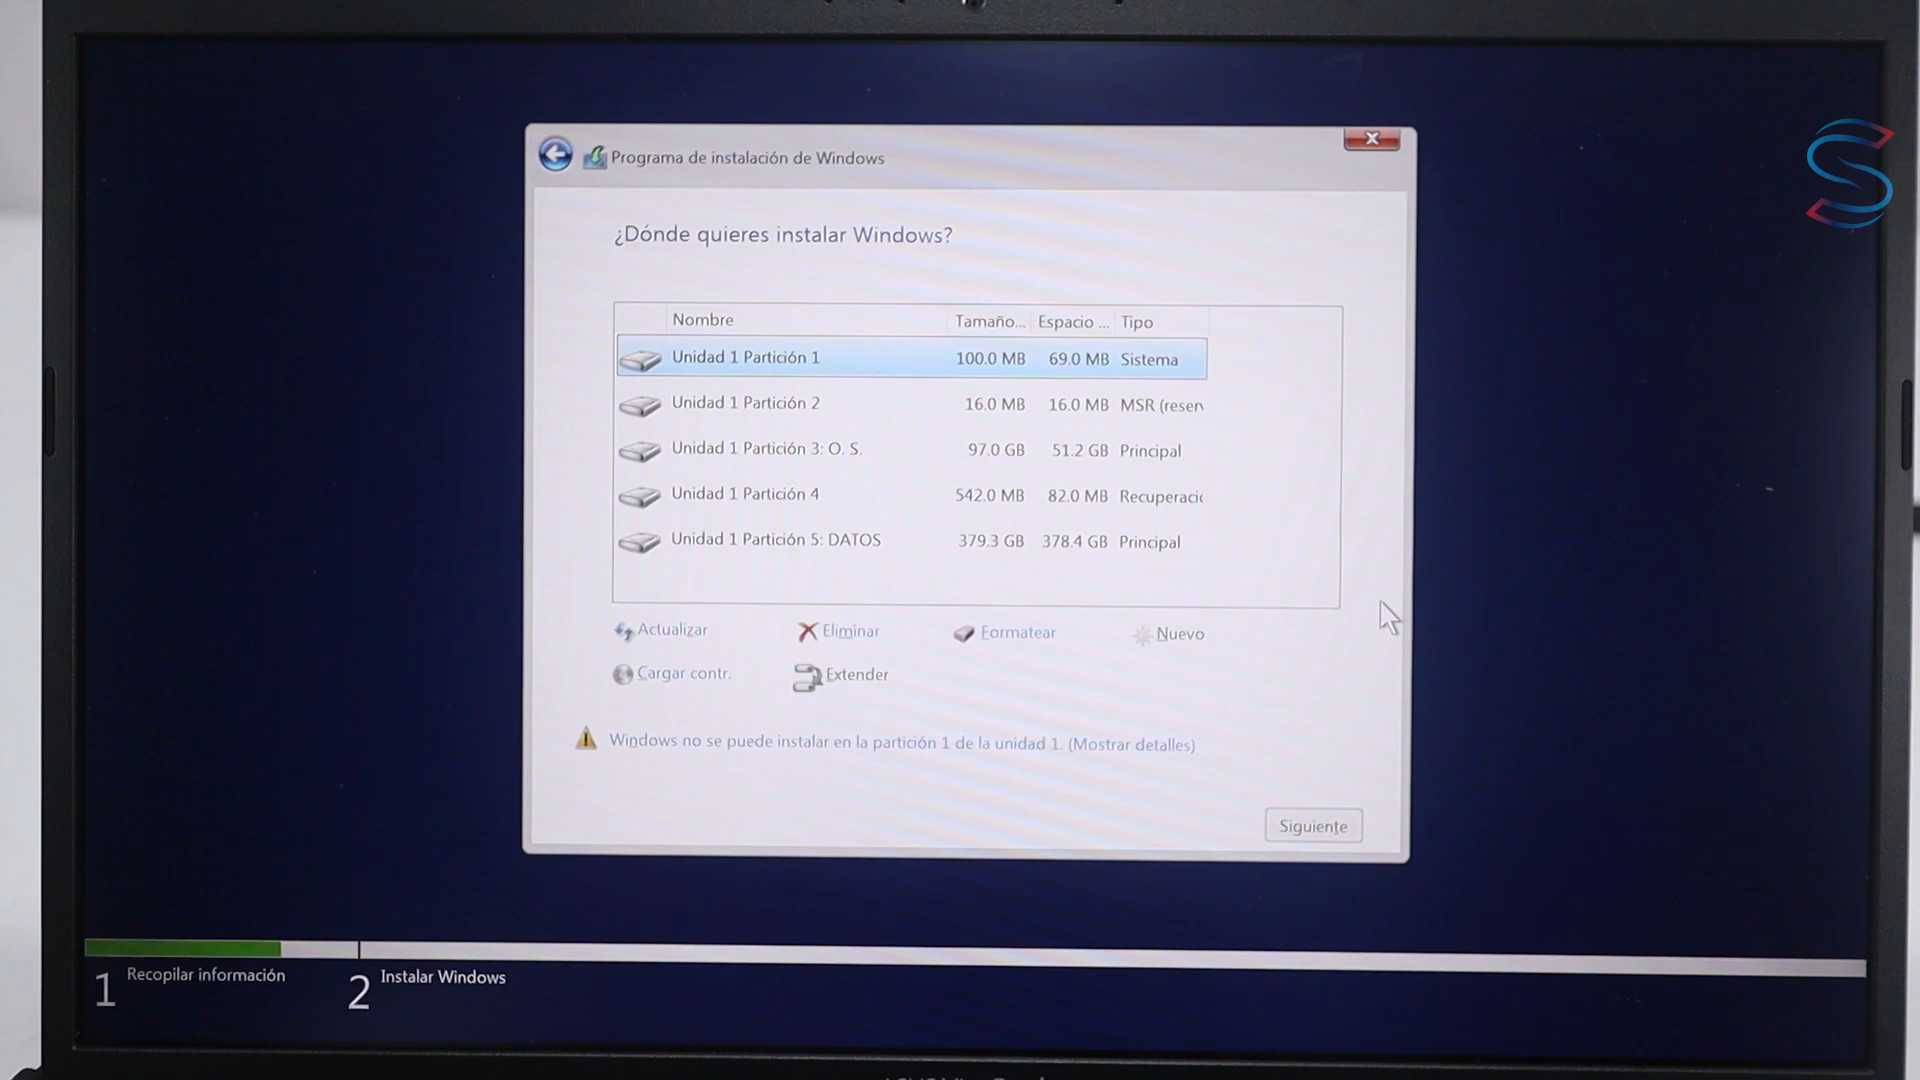 Programa de instalación de Windows
¿Dónde quieres instalar Windows?
Nombre Tamaño... Espacio ... Tipo
Unidad 1 Partición 1 100.0 MB 69.0 MB Sistema
Unidad 1 Partición 2 16.0 MB 16.0 MB MSR (reserv
Unidad 1 Partición 3: O. S. 97.0 GB 51.2 GB Principal
Unidad 1 Partición 4 542.0 MB 82.0 MB Recuperació
Unidad 1 Partición 5: DATOS 379.3 GB 378.4 GB Principal
Actualizar Eliminar Formatear Nuevo
Cargar contr. Extender
Windows no se puede instalar en la partición 1 de la unidad 1. (Mostrar detalles)
Siguiente
1 Recopilar información 2 Instalar Windows